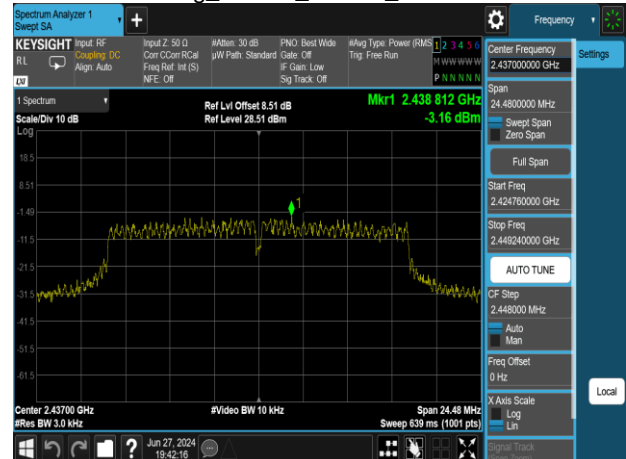 Spectrum Analyzer 1
Swept SA
Frequency
KEYSIGHT
RL
Input: RF
Coupling: DC
Align: Auto
Input Z: 50 Ω
Corr CCorr RCal
Freq Ref: Int (S)
NFE: Off
#Atten: 30 dB
µW Path: Standard
PNO: Best Wide
Gate: Off
IF Gain: Low
Sig Track: Off
#Avg Type: Power (RMS
Trig: Free Run
1 2 3 4 5 6
M W W W W W
P N N N N N
1 Spectrum
Scale/Div 10 dB
Log
Ref Lvl Offset 8.51 dB
Ref Level 28.51 dBm
Mkr1 2.438 812 GHz
-3.16 dBm
18.5
8.51
-1.49
-11.5
-21.5
-31.5
-41.5
-51.5
-61.5
1
Center 2.43700 GHz
#Res BW 3.0 kHz
#Video BW 10 kHz
Span 24.48 MHz
Sweep 639 ms (1001 pts)
Jun 27, 2024
19:42:16
Center Frequency
2.437000000 GHz
Span
24.4800000 MHz
Swept Span
Zero Span
Full Span
Start Freq
2.424760000 GHz
Stop Freq
2.449240000 GHz
AUTO TUNE
CF Step
2.448000 MHz
Auto
Man
Freq Offset
0 Hz
X Axis Scale
Log
Lin
Signal Track
Settings
Local